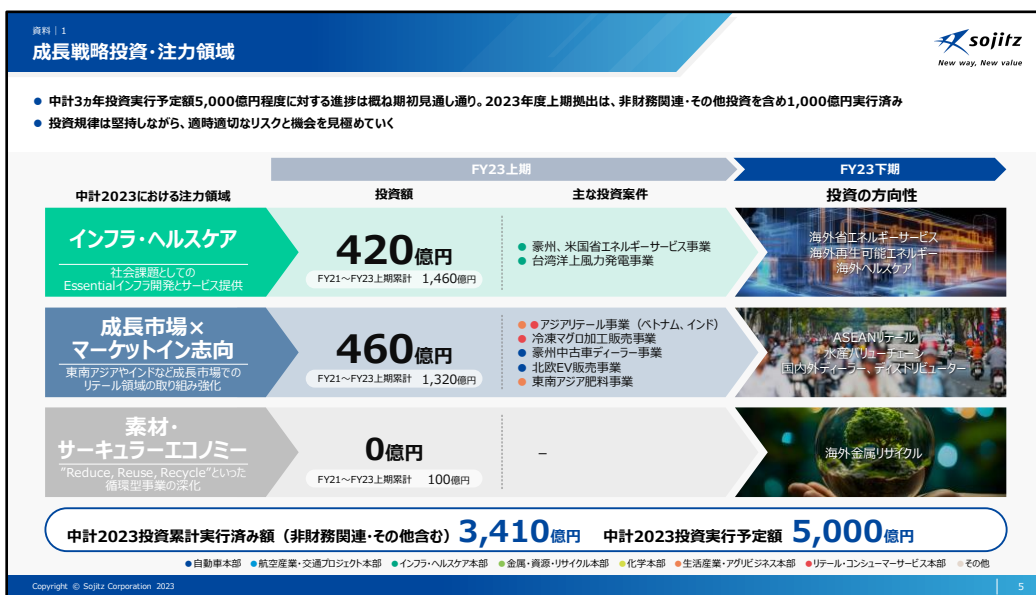 資料｜1
成長戦略投資・注力領域
sojitz
New way, New value
● 中計3ヵ年投資実行予定額5,000億円程度に対する進捗は概ね期初見通し通り。2023年度上期拠出は、非財務関連・その他投資を含め1,000億円実行済み
● 投資規律は堅持しながら、適時適切なリスクと機会を見極めていく
FY23上期
FY23下期
中計2023における注力領域
投資額
主な投資案件
投資の方向性
インフラ・ヘルスケア
社会課題としての
Essentialインフラ開発とサービス提供
420億円
FY21～FY23上期累計 1,460億円
● 豪州、米国省エネルギーサービス事業
● 台湾洋上風力発電事業
海外省エネルギーサービス
海外再生可能エネルギー
海外ヘルスケア
成長市場×
マーケットイン志向
東南アジアやインドなど成長市場での
リテール領域の取り組み強化
460億円
FY21～FY23上期累計 1,320億円
●●アジアリテール事業（ベトナム、インド）
● 冷凍マグロ加工販売事業
● 豪州中古車ディーラー事業
● 北欧EV販売事業
● 東南アジア肥料事業
ASEANリテール
水産バリューチェーン
国内外ディーラー、ディストリビューター
素材・
サーキュラーエコノミー
“Reduce, Reuse, Recycle”といった
循環型事業の深化
0億円
FY21～FY23上期累計 100億円
–
海外金属リサイクル
中計2023投資累計実行済み額（非財務関連・その他含む）3,410億円 中計2023投資実行予定額 5,000億円
●自動車本部 ●航空産業・交通プロジェクト本部 ●インフラ・ヘルスケア本部 ●金属・資源・リサイクル本部 ●化学本部 ●生活産業・アグリビジネス本部 ●リテール・コンシューマーサービス本部 ●その他
Copyright © Sojitz Corporation 2023
5